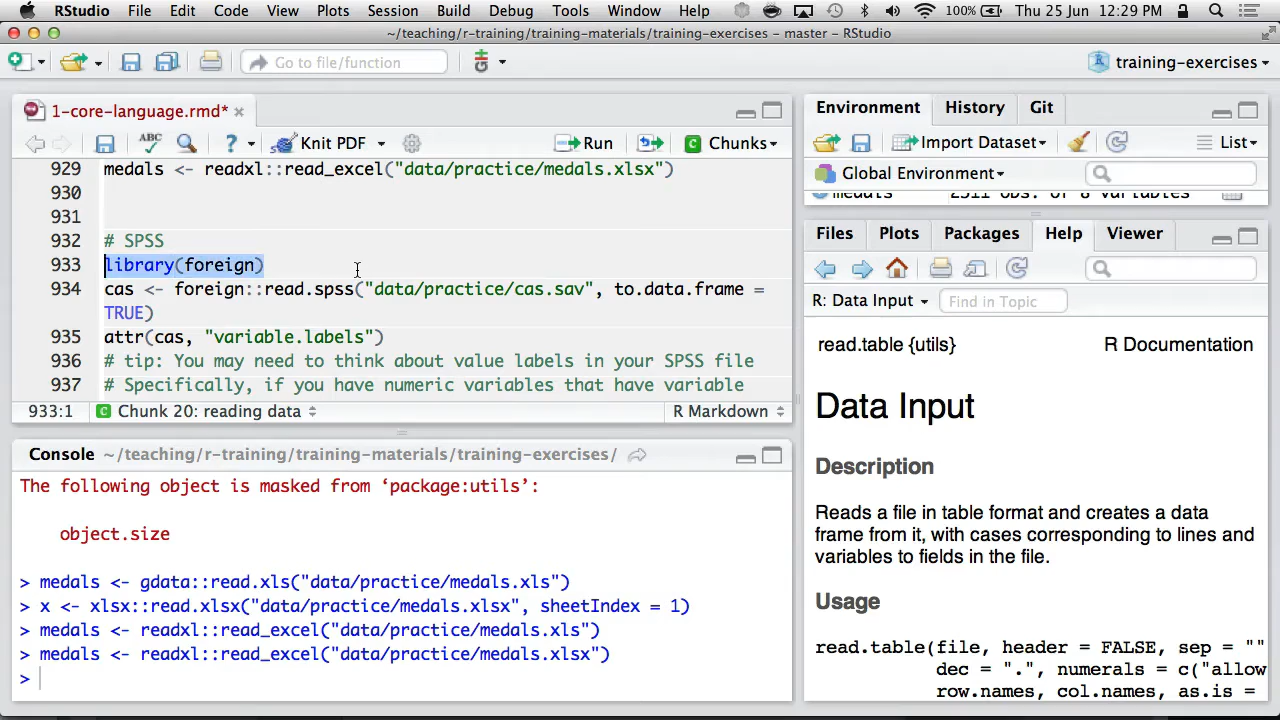 RStudio File Edit Code View Plots Session Build Debug Tools Window Help 100% Thu 25 Jun 12:29 PM
~/teaching/r-training/training-materials/training-exercises – master – RStudio
Go to file/function
training-exercises
1-core-language.rmd*
ABC Knit PDF Run Chunks
929 medals <- readxl::read_excel("data/practice/medals.xlsx")
930
931
932 # SPSS
933 library(foreign)
934 cas <- foreign::read.spss("data/practice/cas.sav", to.data.frame =
TRUE)
935 attr(cas, "variable.labels")
936 # tip: You may need to think about value labels in your SPSS file
937 # Specifically, if you have numeric variables that have variable
933:1 C Chunk 20: reading data R Markdown
Console ~/teaching/r-training/training-materials/training-exercises/
The following object is masked from ‘package:utils’:
object.size
> medals <- gdata::read.xls("data/practice/medals.xls")
> x <- xlsx::read.xlsx("data/practice/medals.xlsx", sheetIndex = 1)
> medals <- readxl::read_excel("data/practice/medals.xls")
> medals <- readxl::read_excel("data/practice/medals.xlsx")
>
Environment History Git
Import Dataset List
Global Environment
medals 2311 obs. of 8 variables
Files Plots Packages Help Viewer
R: Data Input Find in Topic
read.table {utils} R Documentation
Data Input
Description
Reads a file in table format and creates a data
frame from it, with cases corresponding to lines and
variables to fields in the file.
Usage
read.table(file, header = FALSE, sep = ""
dec = ".", numerals = c("allow
row.names, col.names, as.is =